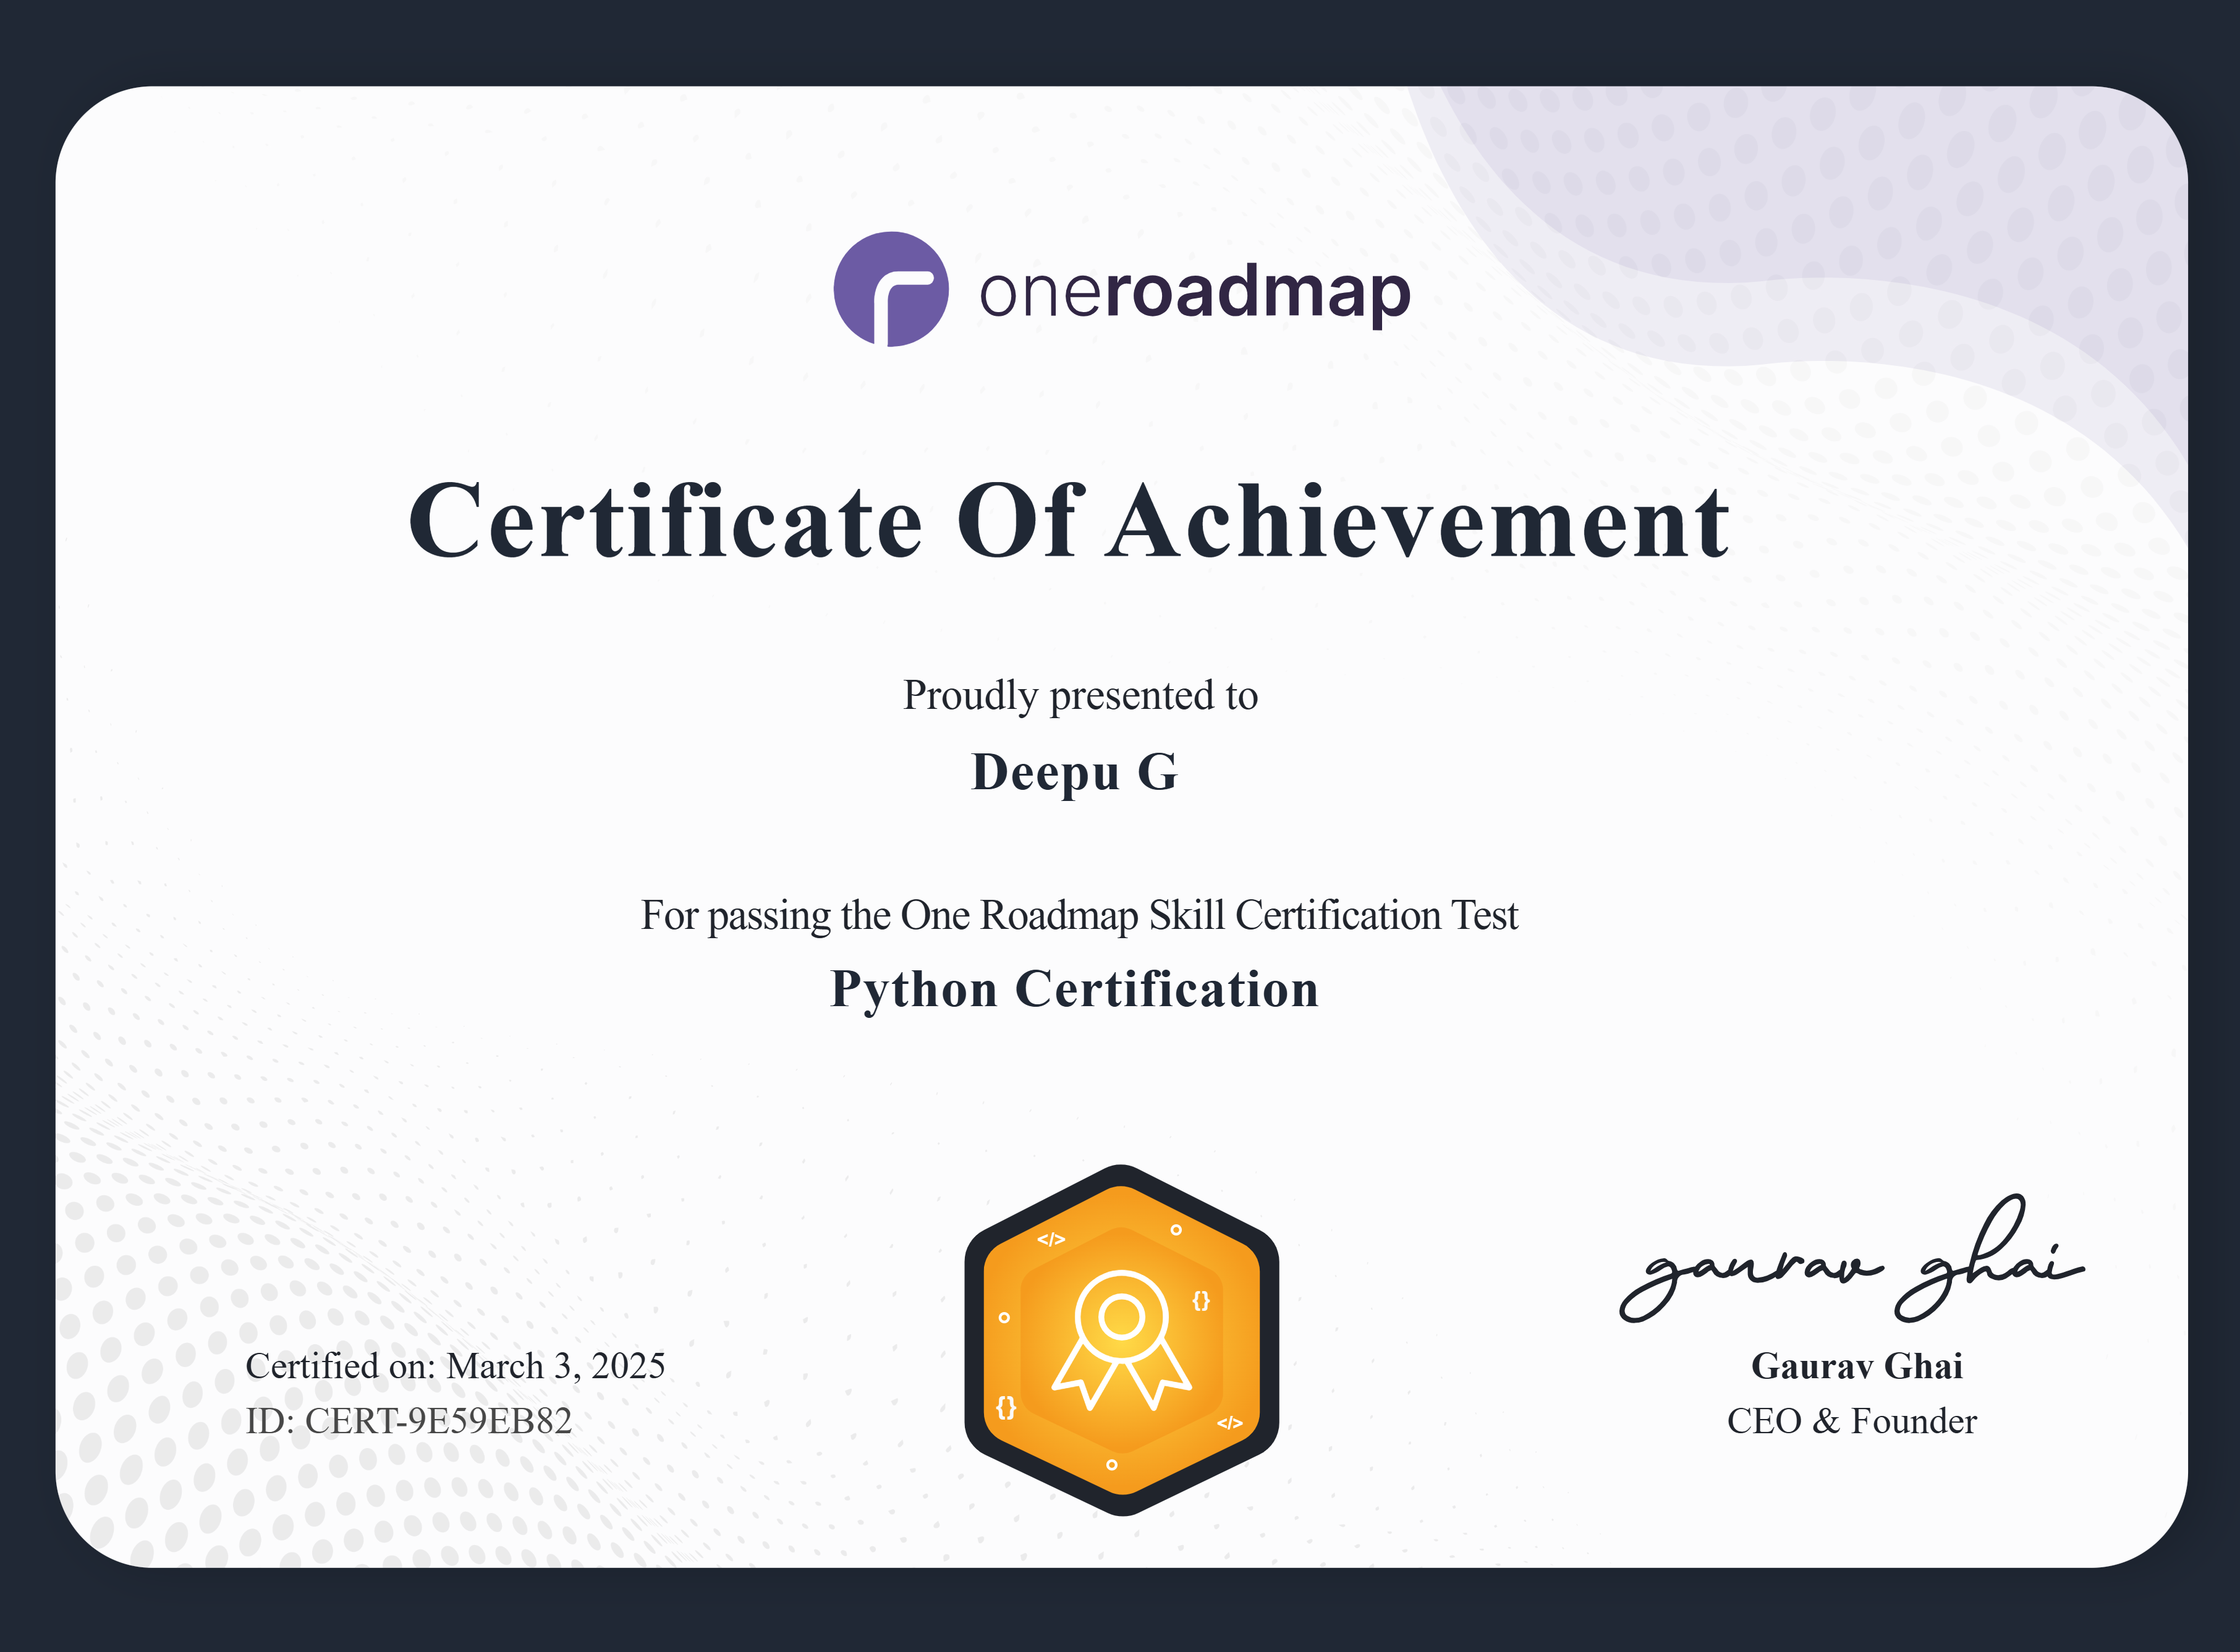 oneroadmap
Certificate Of Achievement
Proudly presented to
Deepu G
For passing the One Roadmap Skill Certification Test
Python Certification
</>
{}
{}
</>
gaurav ghai
Certified on: March 3, 2025
ID: CERT-9E59EB82
Gaurav Ghai
CEO & Founder